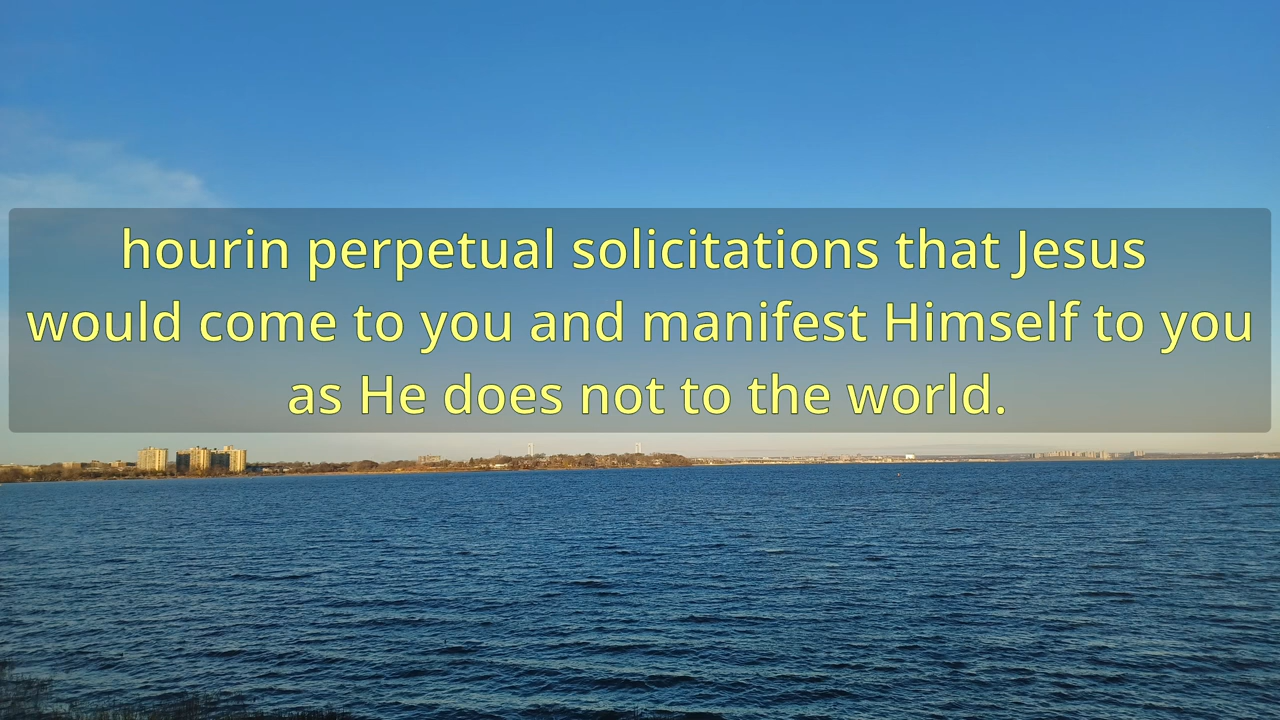 hourin perpetual solicitations that Jesus
would come to you and manifest Himself to you
as He does not to the world.